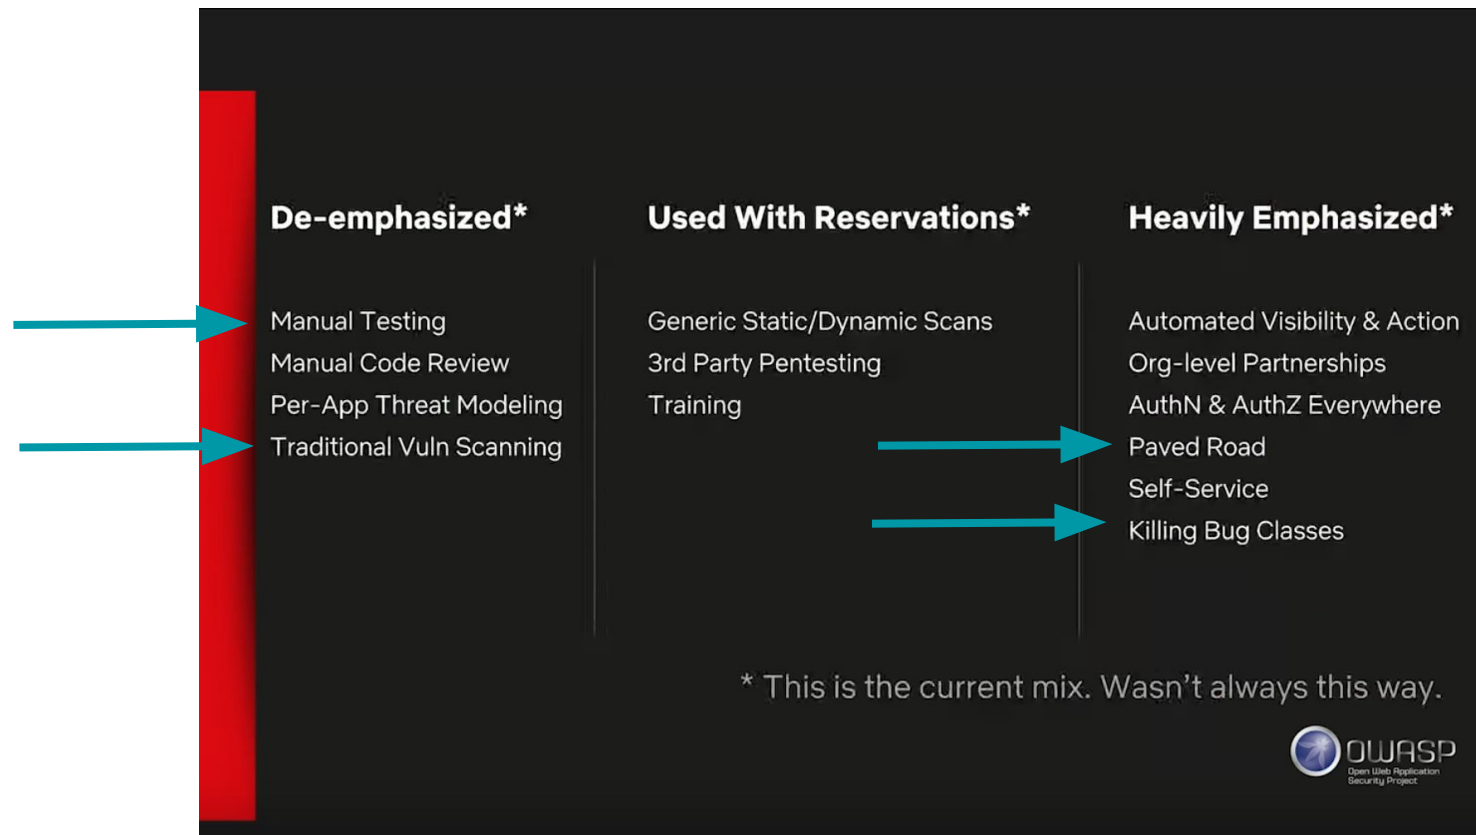 De-emphasized*
Manual Testing
Manual Code Review
Per-App Threat Modeling
Traditional Vuln Scanning
Used With Reservations*
Generic Static/Dynamic Scans
3rd Party Pentesting
Training
Heavily Emphasized*
Automated Visibility & Action
Org-level Partnerships
AuthN & AuthZ Everywhere
Paved Road
Self-Service
Killing Bug Classes
* This is the current mix. Wasn't always this way.
OWASP
Open Web Application
Security Project